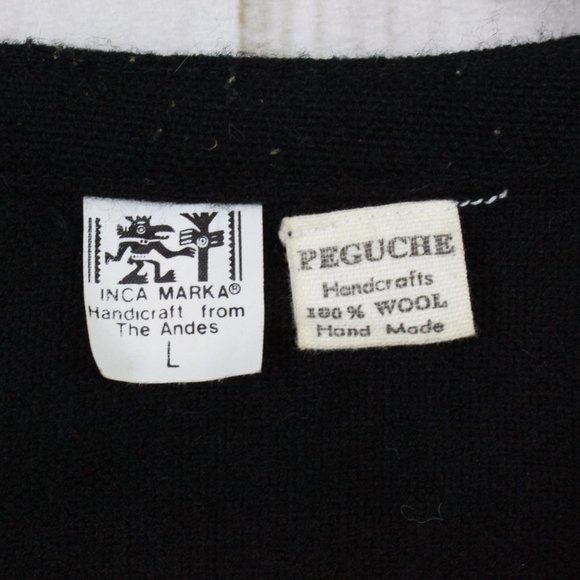 INCA MARKA®
Handicraft from
The Andes
L
PEGUCHE
Handcrafts
100% WOOL
Hand Made